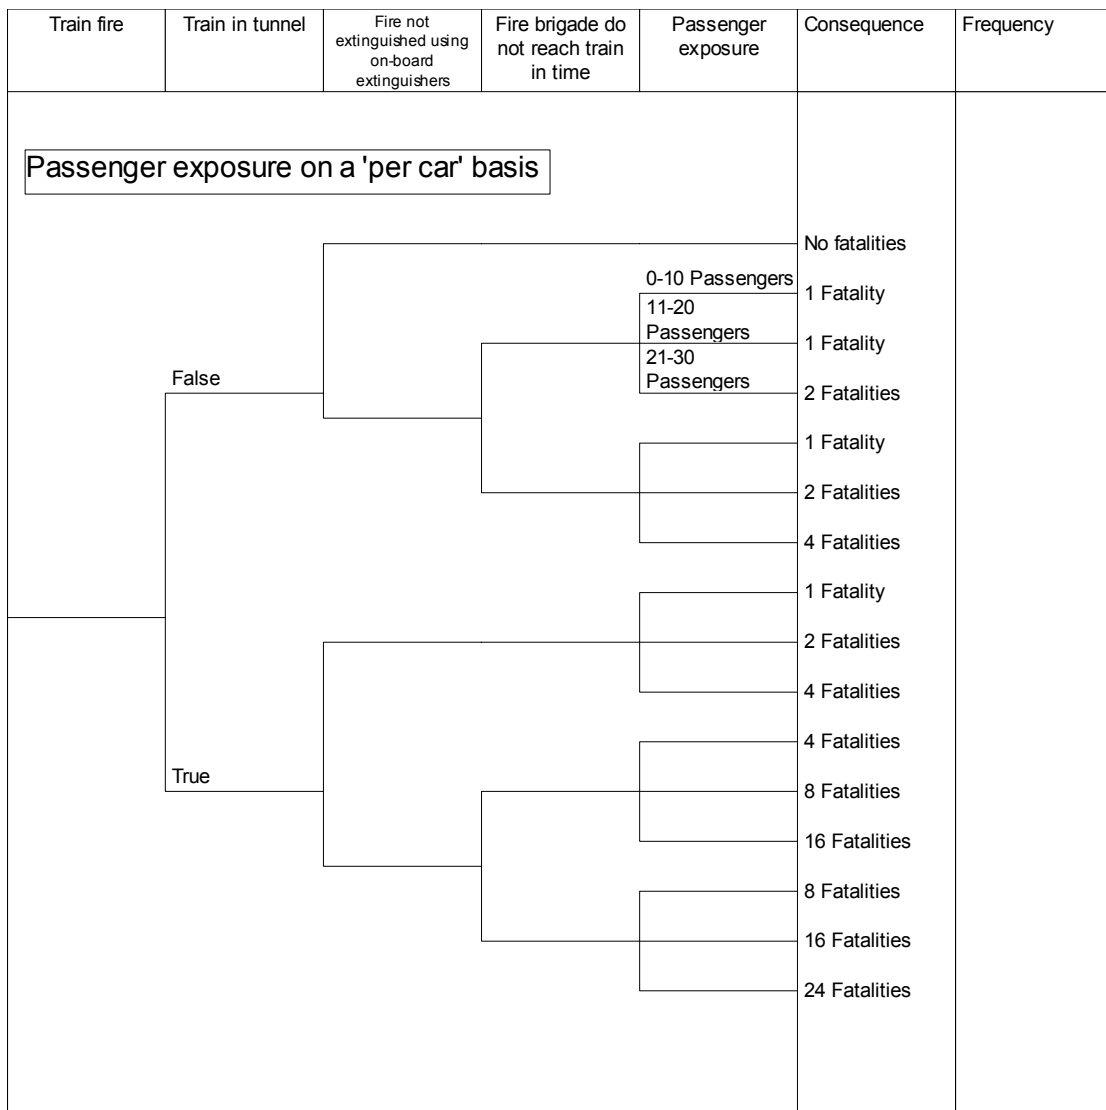 Train fire
Train in tunnel
Fire not
extinguished using
on-board
extinguishers
Fire brigade do
not reach train
in time
Passenger
exposure
Consequence
Frequency
Passenger exposure on a 'per car' basis
No fatalities
0-10 Passengers
1 Fatality
11-20
Passengers
1 Fatality
21-30
Passengers
False
2 Fatalities
1 Fatality
2 Fatalities
4 Fatalities
1 Fatality
2 Fatalities
4 Fatalities
4 Fatalities
True
8 Fatalities
16 Fatalities
8 Fatalities
16 Fatalities
24 Fatalities